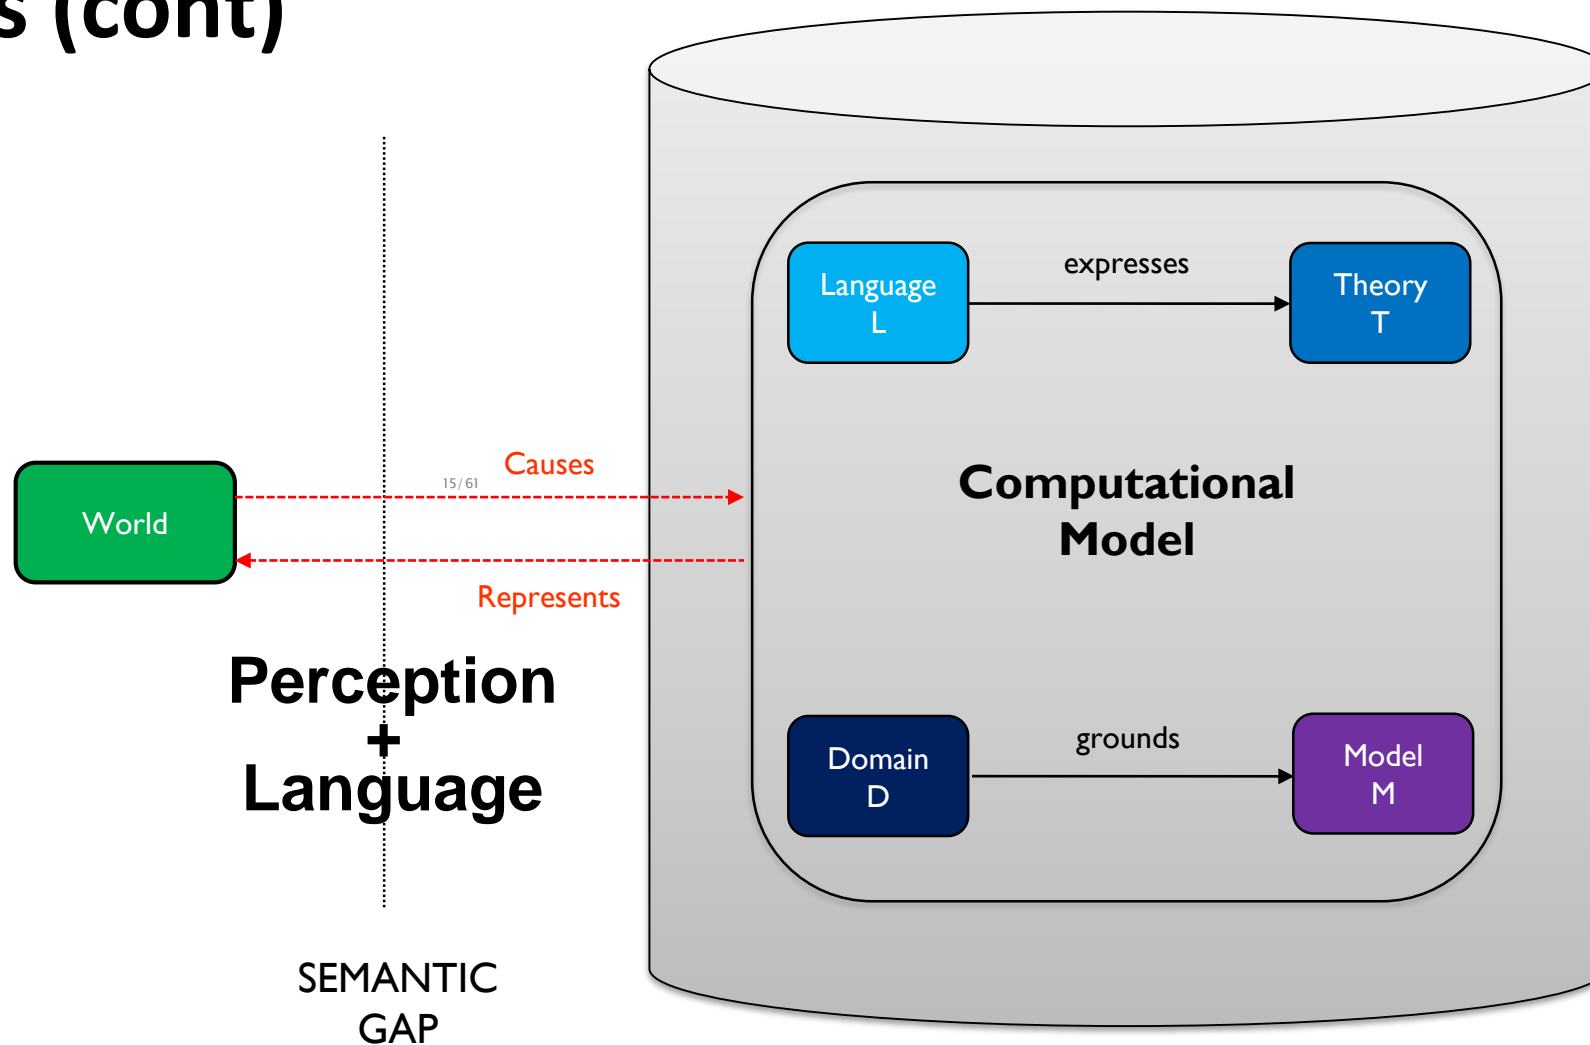 s (cont)
expresses
Language
L
Theory
T
Causes
15/61
World
Computational
Model
Represents
Perception
+
Language
grounds
Domain
D
Model
M
SEMANTIC
GAP